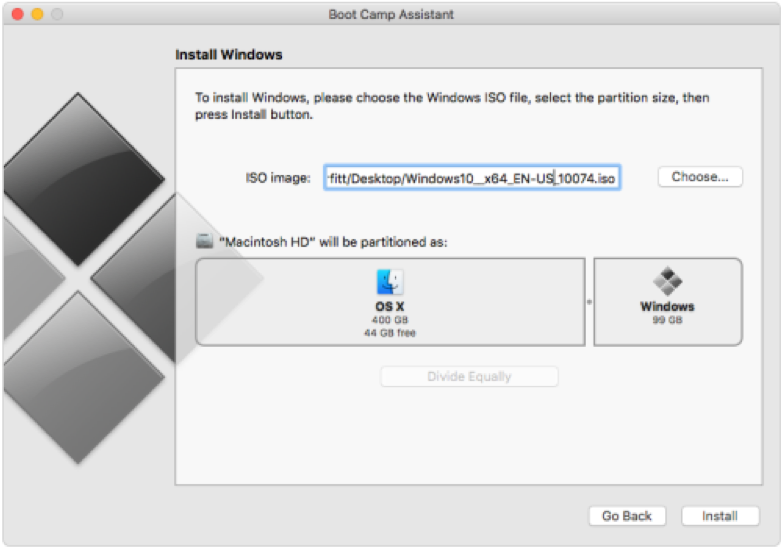 Boot Camp Assistant
Install Windows
To install Windows, please choose the Windows ISO file, select the partition size, then
press Install button.
ISO image: rfitt/Desktop/Windows10__x64_EN-US_10074.iso Choose...
"Macintosh HD" will be partitioned as:
OS X
400 GB
44 GB free
Windows
99 GB
Divide Equally
Go Back Install